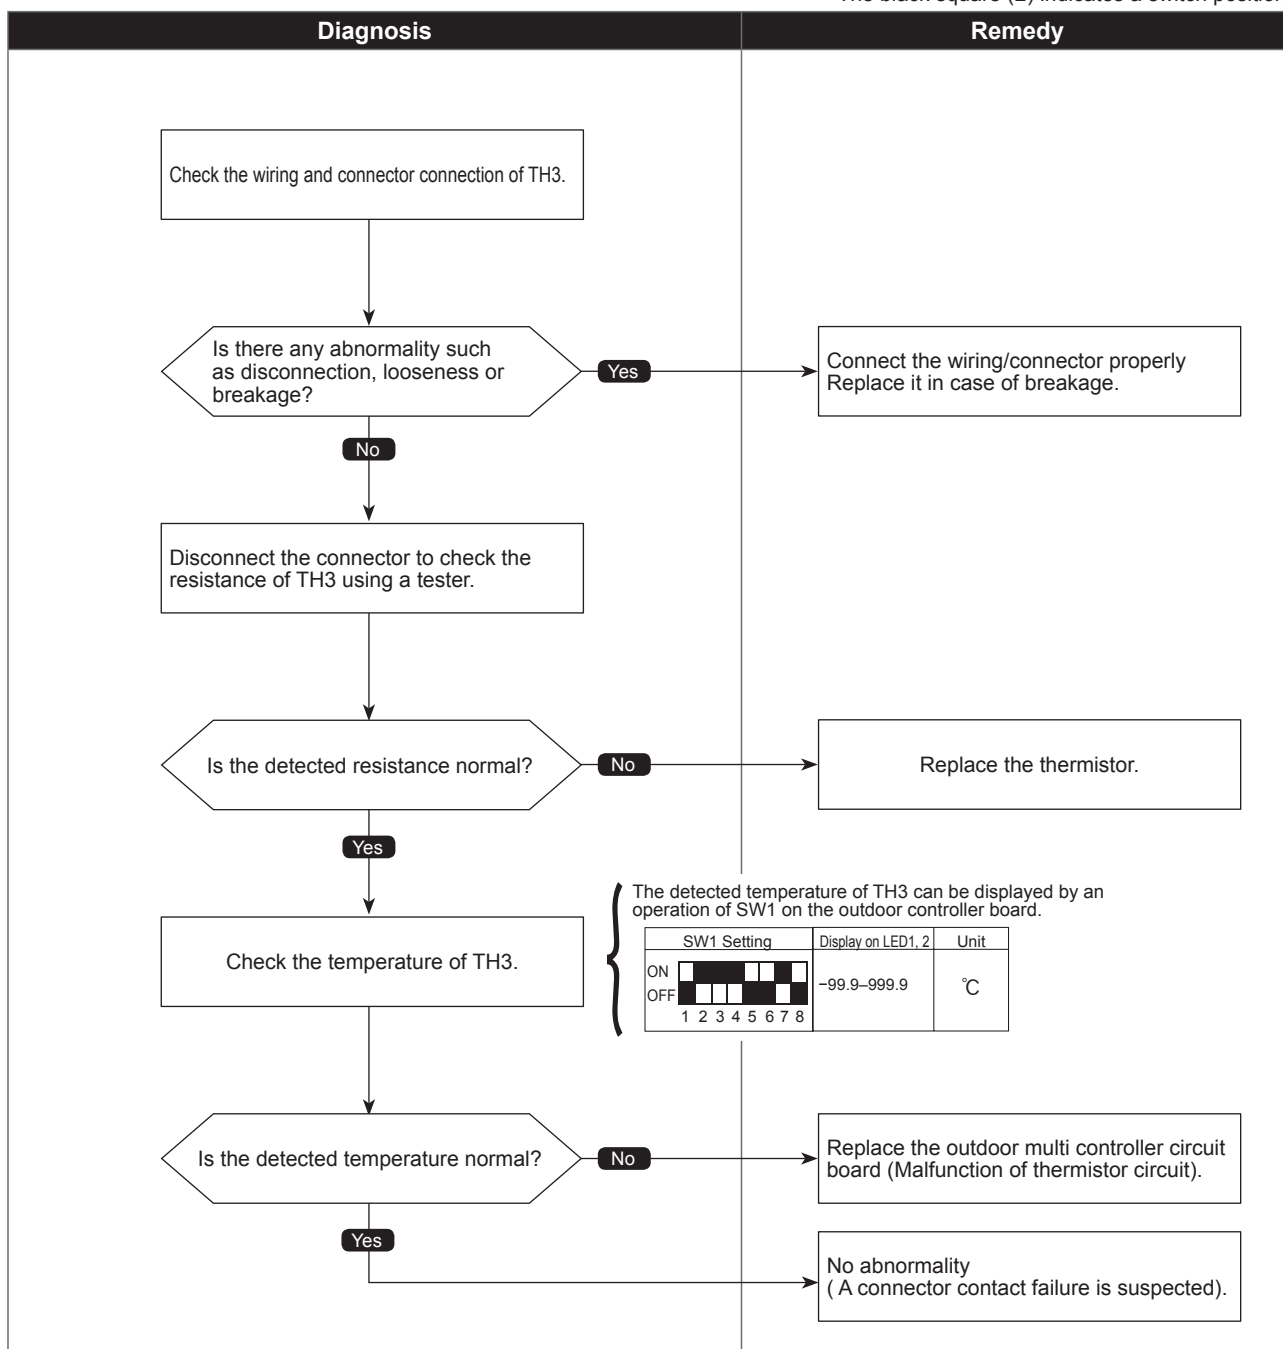 Diagnosis
Remedy
Check the wiring and connector connection of TH3.
Is there any abnormality such
as disconnection, looseness or
breakage?
Yes
Connect the wiring/connector properly
Replace it in case of breakage.
No
Disconnect the connector to check the
resistance of TH3 using a tester.
Is the detected resistance normal?
No
Replace the thermistor.
Yes
The detected temperature of TH3 can be displayed by an
operation of SW1 on the outdoor controller board.
SW1 Setting
Display on LED1, 2
Unit
ON
OFF
1 2 3 4 5 6 7 8
−99.9–999.9
℃
Check the temperature of TH3.
Is the detected temperature normal?
No
Replace the outdoor multi controller circuit
board (Malfunction of thermistor circuit).
Yes
No abnormality
( A connector contact failure is suspected).